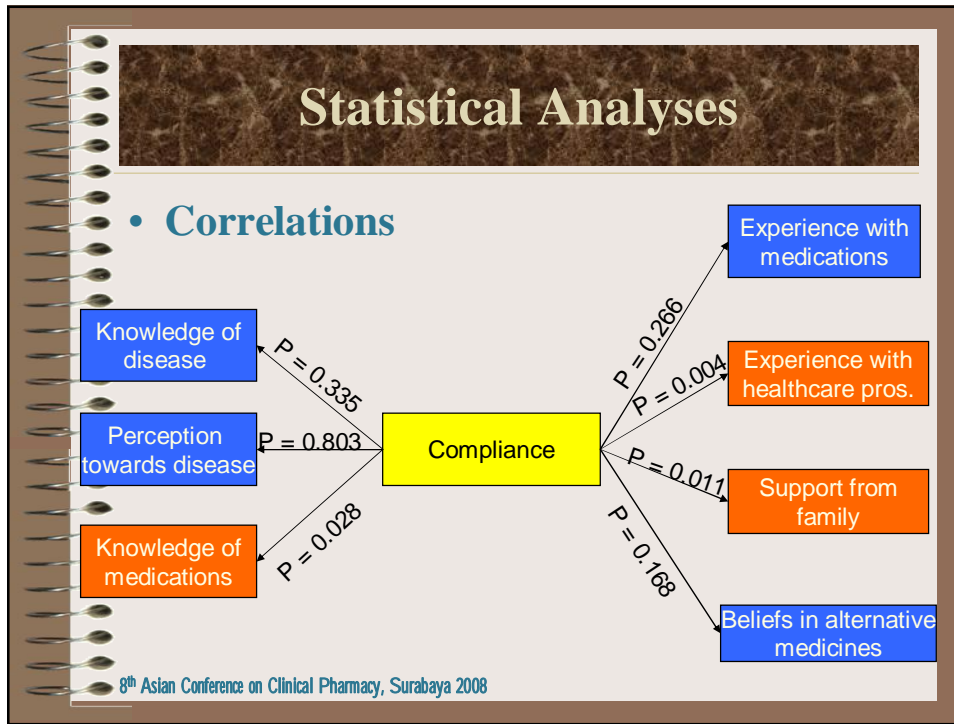 Statistical Analyses
• Correlations
Knowledge of
disease
Perception
towards disease
Knowledge of
medications
P = 0.335
P = 0.803
P = 0.028
Compliance
P = 0.266
P = 0.004
P = 0.011
P = 0.168
Experience with
medications
Experience with
healthcare pros.
Support from
family
Beliefs in alternative
medicines
8th Asian Conference on Clinical Pharmacy, Surabaya 2008